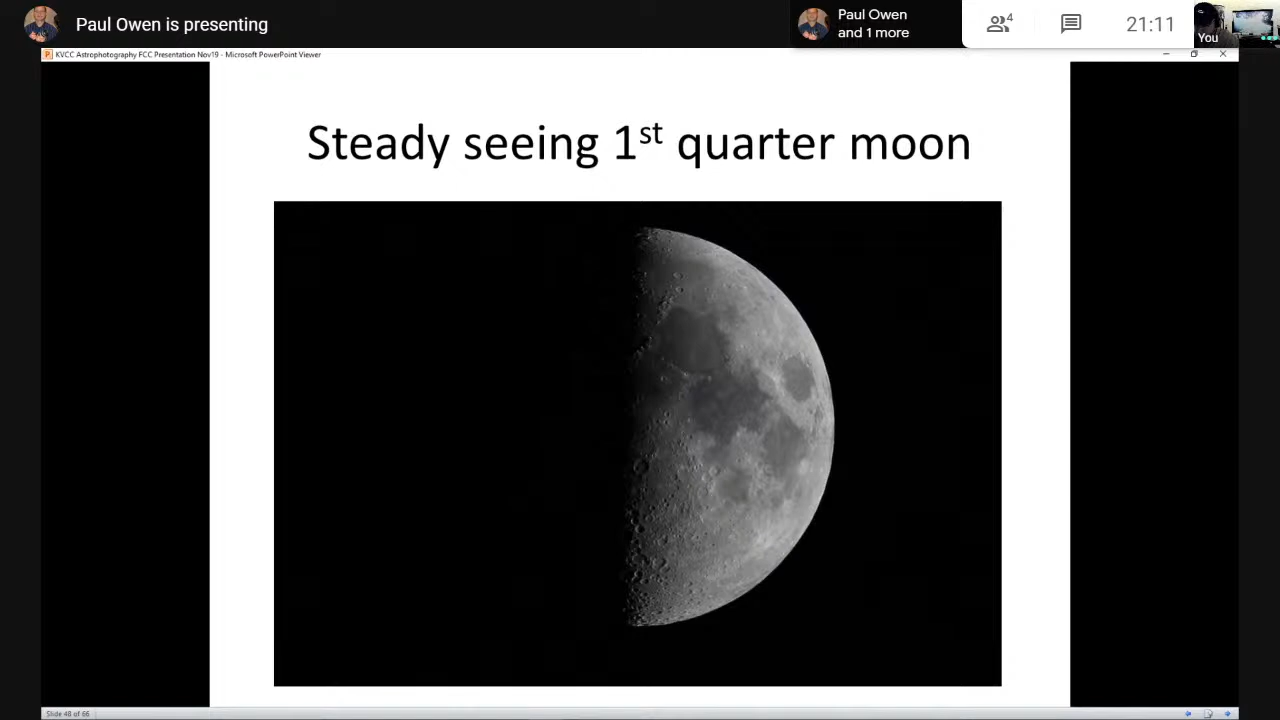 Paul Owen is presenting
Paul Owen
and 1 more
4
21:11
You
KVCC Astrophotography FCC Presentation Nov19 - Microsoft PowerPoint Viewer
Steady seeing 1st quarter moon
Slide 48 of 66